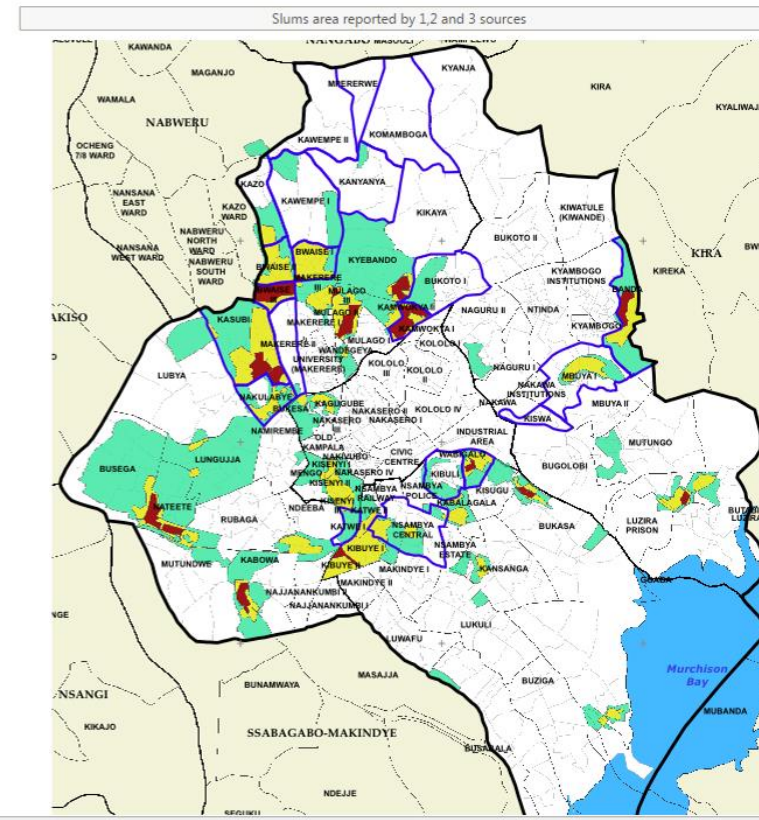 Slums area reported by 1,2 and 3 sources
KAWANDA
MAGANJO
WAMALA
NABWERU
OCHENG
7/8 WARD
NANSANA
EAST
WARD
NANSANA
WEST WARD
KAZO
WARD
NABWERU
NORTH
WARD
NABWERU
SOUTH
WARD
KAZO
KYANJA
KIRA
KAWEMPE II
KOMAMBOGA
KAWEMPE I
KANYANYA
KIKAYA
KIWATULE
(KIWANDE)
BUKOTO II
KIRA
KIREKA
KYEBANDO
BWAISE I
BUKOTO I
KYAMBOGO
INSTITUTIONS
BANDA
MAKERERE
III
MULAGO
III
KAMWOKYA II
NAGURU II
NTINDA
KYAMBOGO
KASUBI
MAKERERE I
MULAGO II
KAMWOKYA I
MAKERERE II
MULAGO I
KOLOLO I
WANDEGEYA
UNIVERSITY
(MAKERERE)
KOLOLO
III
KOLOLO
II
NAGURU I
LUBYA
MBUYA I
NAKAWA
INSTITUTIONS
NAKAWA
MBUYA II
KISWA
NAKULABYE
BUKESA
KAGUGUBE
NAKASERO II
KOLOLO IV
NAKASERO
III
NAKASERO I
NAMIREMBE
OLD
KAMPALA
INDUSTRIAL
AREA
MUTUNGO
BUGOLOBI
BUSEGA
LUNGUJJA
NAKIVUBO
CIVIC
CENTRE
WABIGALO
KISENYI I
MENGO
NAKASERO IV
KIBULI
KISENYI II
NSAMBYA
RAILWAY
NSAMBYA
POLICE
KISUGU
KISENYI
III
KABALAGALA
NATEETE
RUBAGA
NDEEBA
KATWE II
KATWE I
NSAMBYA
CENTRAL
BUKASA
LUZIRA
PRISON
NSAMBYA
ESTATE
KIBUYE I
MUTUNDWE
KABOWA
KIBUYE II
MAKINDYE I
KANSANGA
MAKINDYE II
GGABA
NAJJANANKUMBI II
NAJJANANKUMBI I
LUKULI
LUWAFU
MASAJJA
BUNAMWAYA
BUZIGA
Murchison
Bay
MUBANDA
NSANGI
KIKAJO
SSABAGABO-MAKINDYE
BUSABALA
NDEJJE